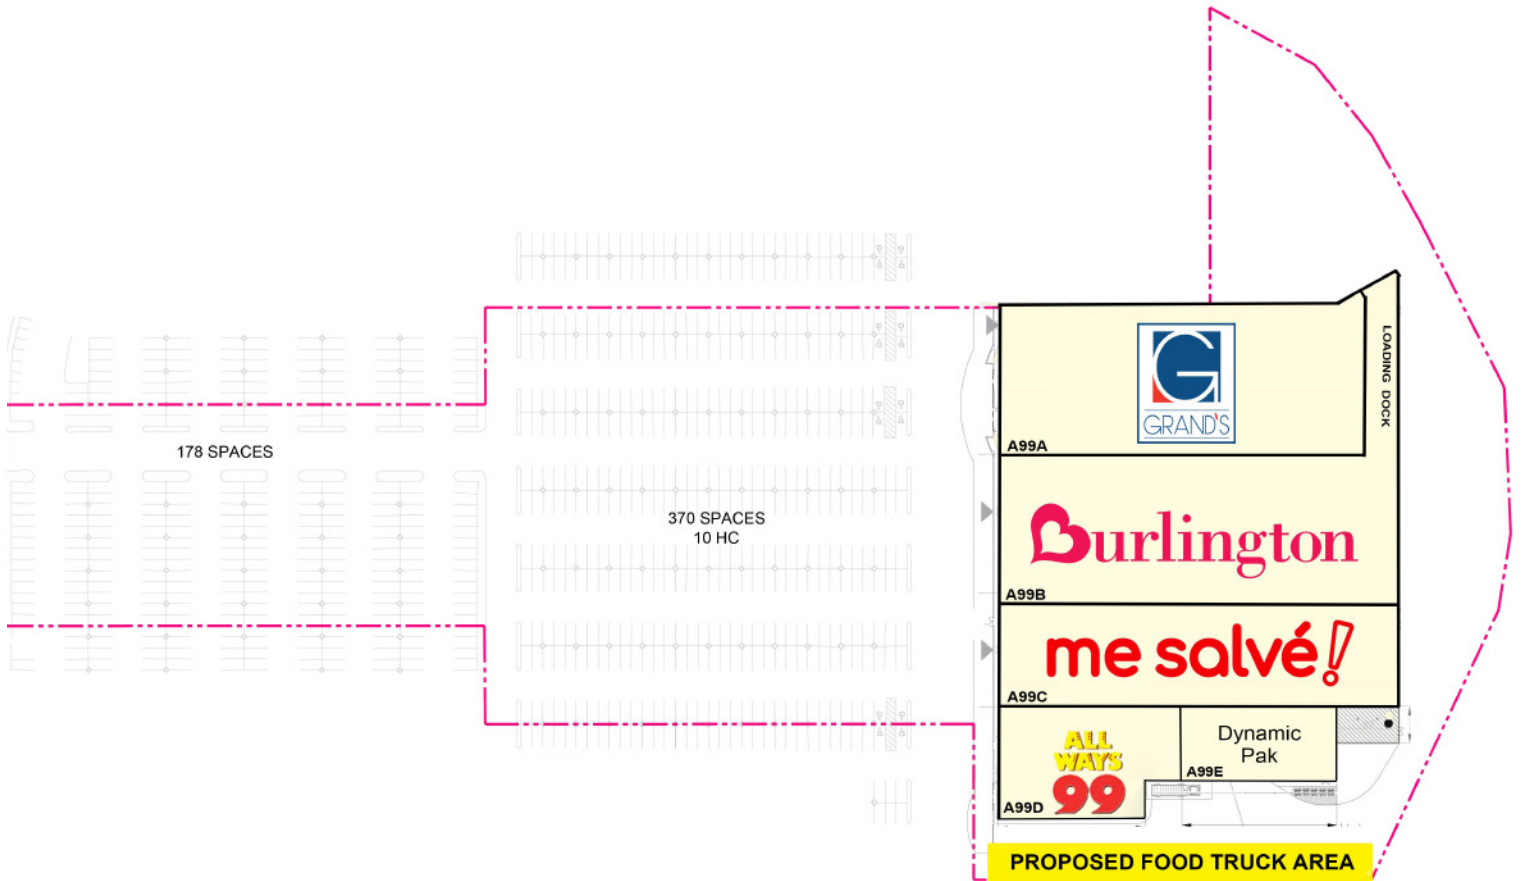 178 SPACES
370 SPACES
10 HC
G
GRAND'S
A99A
LOADING DOCK
Burlington
A99B
me salvé!
A99C
ALL
WAYS
99
A99D
Dynamic
Pak
A99E
PROPOSED FOOD TRUCK AREA